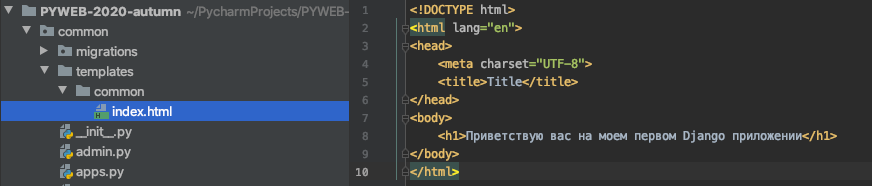 PYWEB-2020-autumn ~/PycharmProjects/PYWEB-
common
migrations
templates
common
index.html
__init__.py
admin.py
apps.py
1 <!DOCTYPE html>
2 <html lang="en">
3 <head>
4 <meta charset="UTF-8">
5 <title>Title</title>
6 </head>
7 <body>
8 <h1>Приветствую вас на моем первом Django приложении</h1>
9 </body>
10 </html>